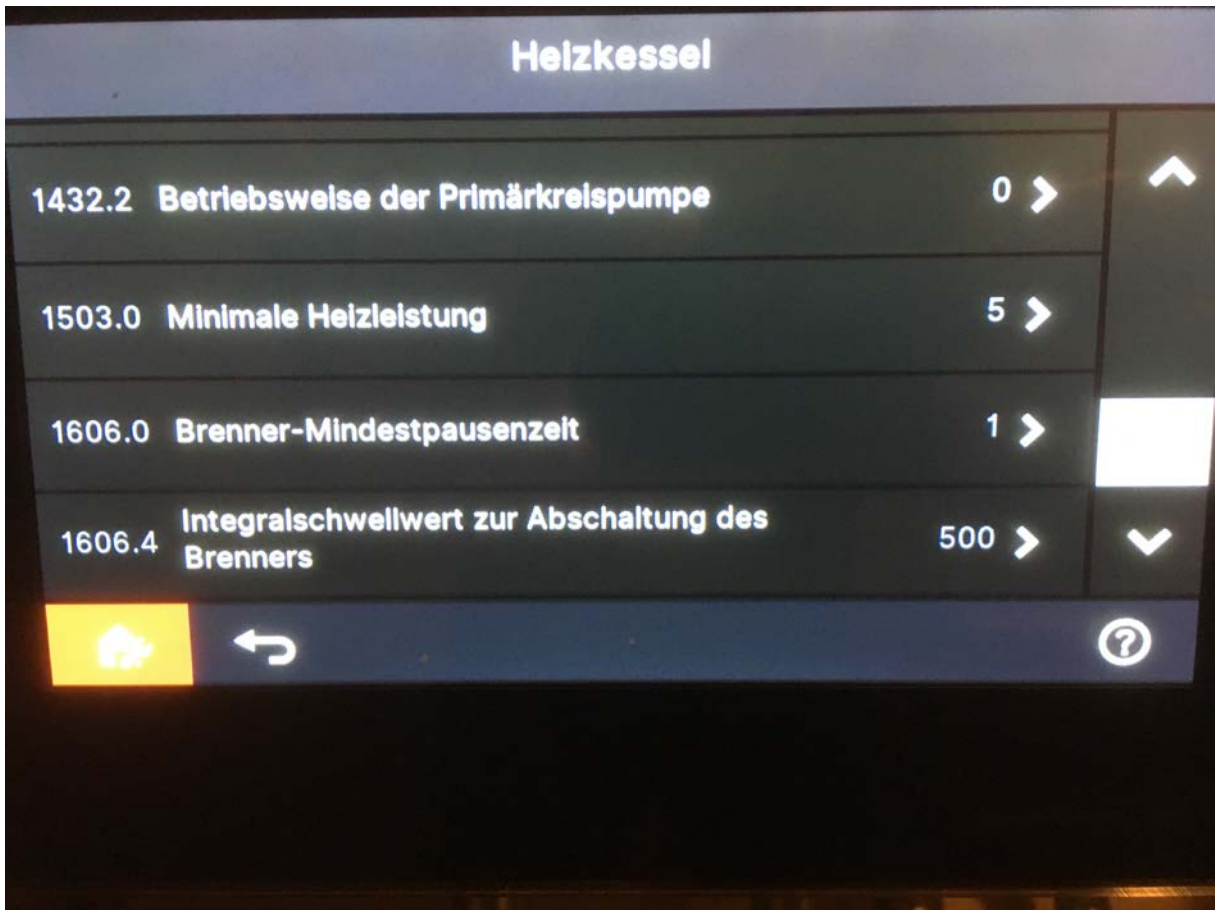 Heizkessel
1432.2 Betriebsweise der Primärkreispumpe 0
1503.0 Minimale Heizleistung 5
1606.0 Brenner-Mindestpausenzeit 1
1606.4 Integralschwellwert zur Abschaltung des
Brenners 500
?